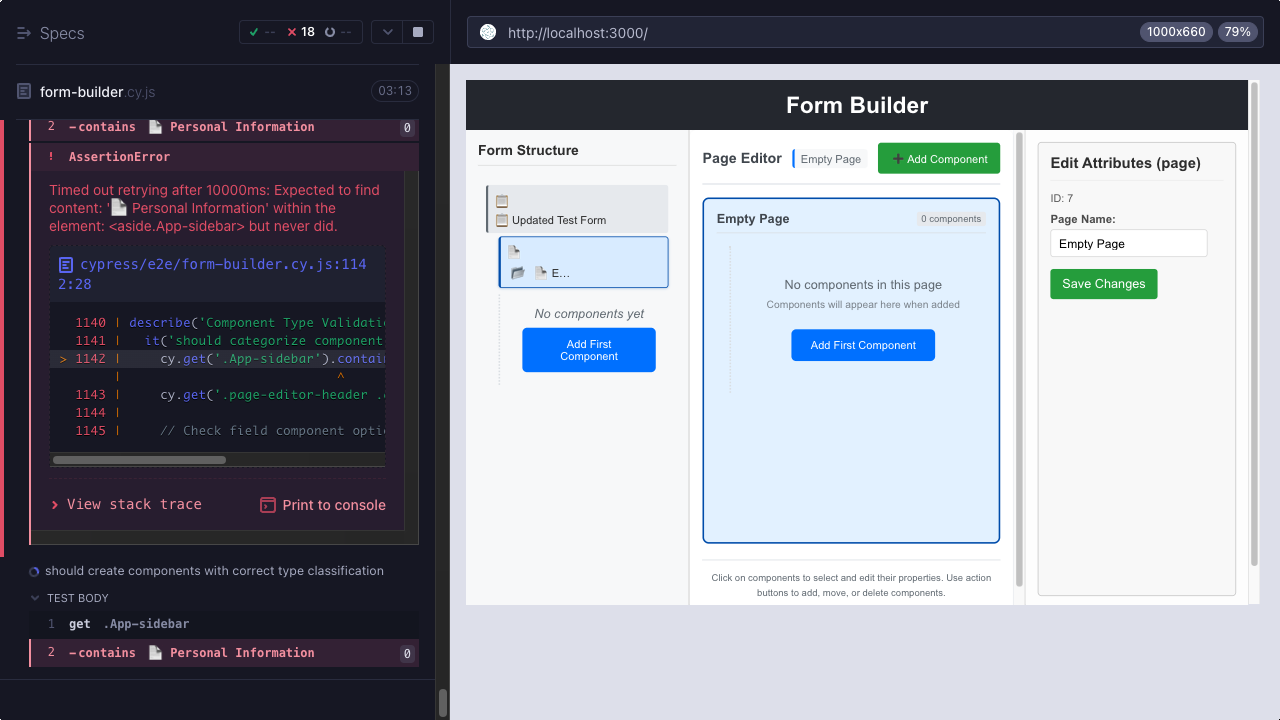 Specs
-- 18 --
form-builder.cy.js
03:13
2 -contains 📄 Personal Information 0
! AssertionError
Timed out retrying after 10000ms: Expected to find
content: '📄 Personal Information' within the
element: <aside.App-sidebar> but never did.
cypress/e2e/form-builder.cy.js:114
2:28
1140 | describe('Component Type Validati
1141 | it('should categorize component
> 1142 | cy.get('.App-sidebar').contai
| ^
1143 | cy.get('.page-editor-header .
1144 |
1145 | // Check field component opti
View stack trace
Print to console
should create components with correct type classification
TEST BODY
1 get .App-sidebar
2 -contains 📄 Personal Information 0
http://localhost:3000/
1000x660
79%
Form Builder
Form Structure
📋
📋 Updated Test Form
📄
📂 📄 E…
No components yet
Add First
Component
Page Editor
Empty Page
➕ Add Component
Empty Page
0 components
No components in this page
Components will appear here when added
Add First Component
Click on components to select and edit their properties. Use action
buttons to add, move, or delete components.
Edit Attributes (page)
ID: 7
Page Name:
Empty Page
Save Changes